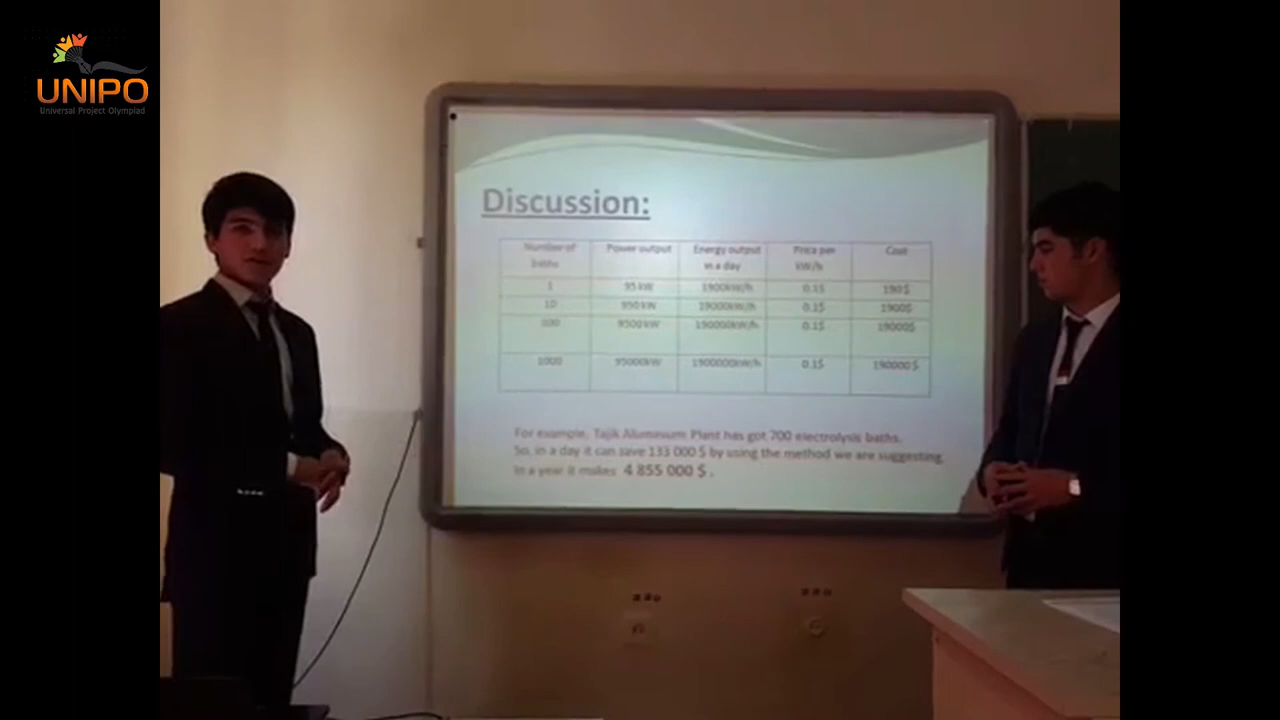 UNIPO
Universal Project Olympiad
Discussion:
Number of baths Power output Energy output in a day Price per kW/h Cost
1 95 kW 1900kW/h 0.1$ 190 $
10 950 kW 19000kW/h 0.1$ 1900$
100 9500 kW 190000kW/h 0.1$ 19000$
1000 95000kW 1900000kW/h 0.1$ 190000 $
For example, Tajik Aluminium Plant has got 700 electrolysis baths.
So, in a day it can save 133 000 $ by using the method we are suggesting.
In a year it makes 4 855 000 $ .